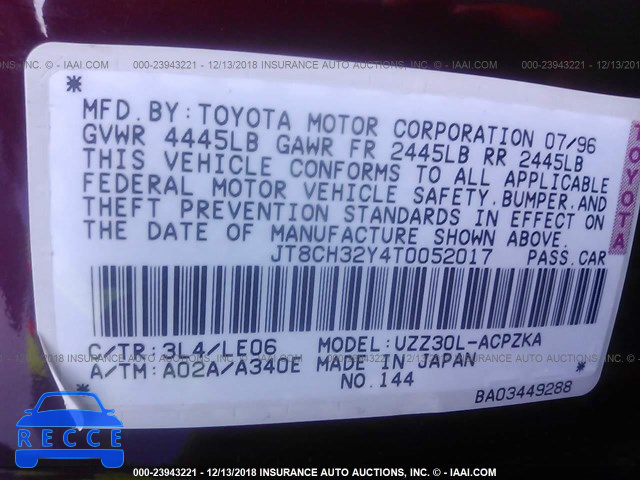 000-23943221 - 12/13/2018 INSURANCE AUTO AUCTIONS, INC. - © - IAAI.COM
*
*
MFD. BY: TOYOTA MOTOR CORPORATION 07/96
GVWR 4445LB GAWR FR 2445LB RR 2445LB
THIS VEHICLE CONFORMS TO ALL APPLICABLE
FEDERAL MOTOR VEHICLE SAFETY, BUMPER, AND
THEFT PREVENTION STANDARDS IN EFFECT ON
THE DATE OF MANUFACTURE SHOWN ABOVE.
JT8CH32Y4T0052017 PASS. CAR
TOYOTA
C/TR: 3L4/LE06 MODEL: UZZ30L-ACPZKA
A/TM: A02A/A340E MADE IN JAPAN
NO. 144
BA03449288
*
RECCE
000-23943221 - 12/13/2018 INSURANCE AUTO AUCTIONS, INC. - © - IAAI.COM